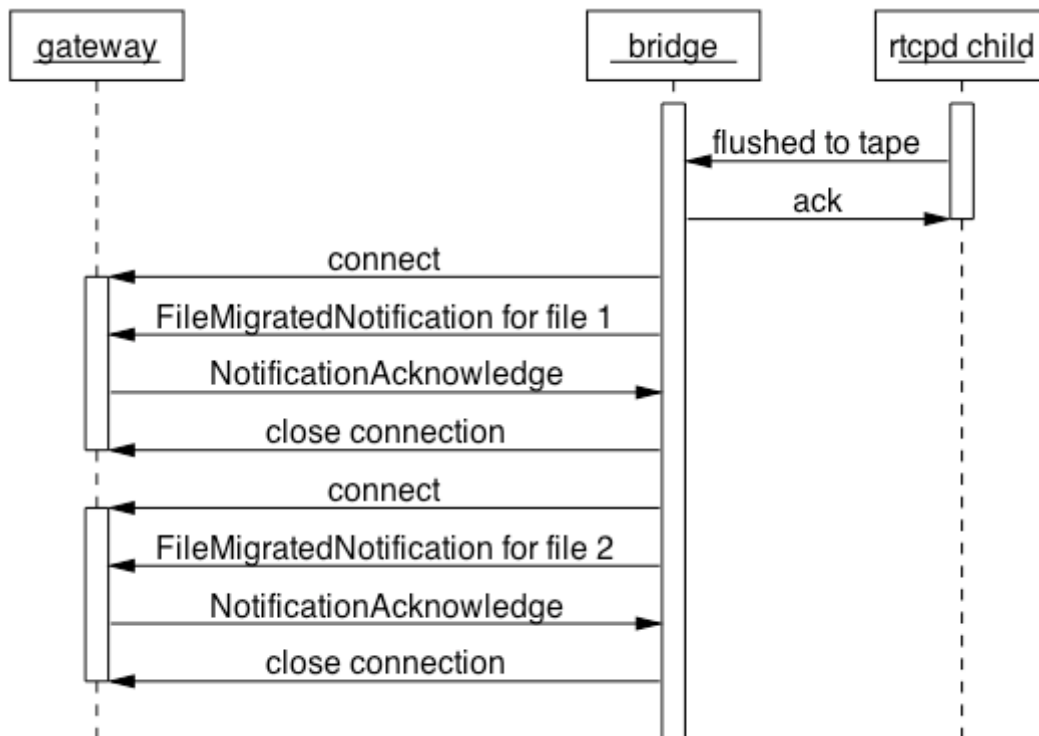 gateway
bridge
rtcpd child
flushed to tape
ack
connect
FileMigratedNotification for file 1
NotificationAcknowledge
close connection
connect
FileMigratedNotification for file 2
NotificationAcknowledge
close connection